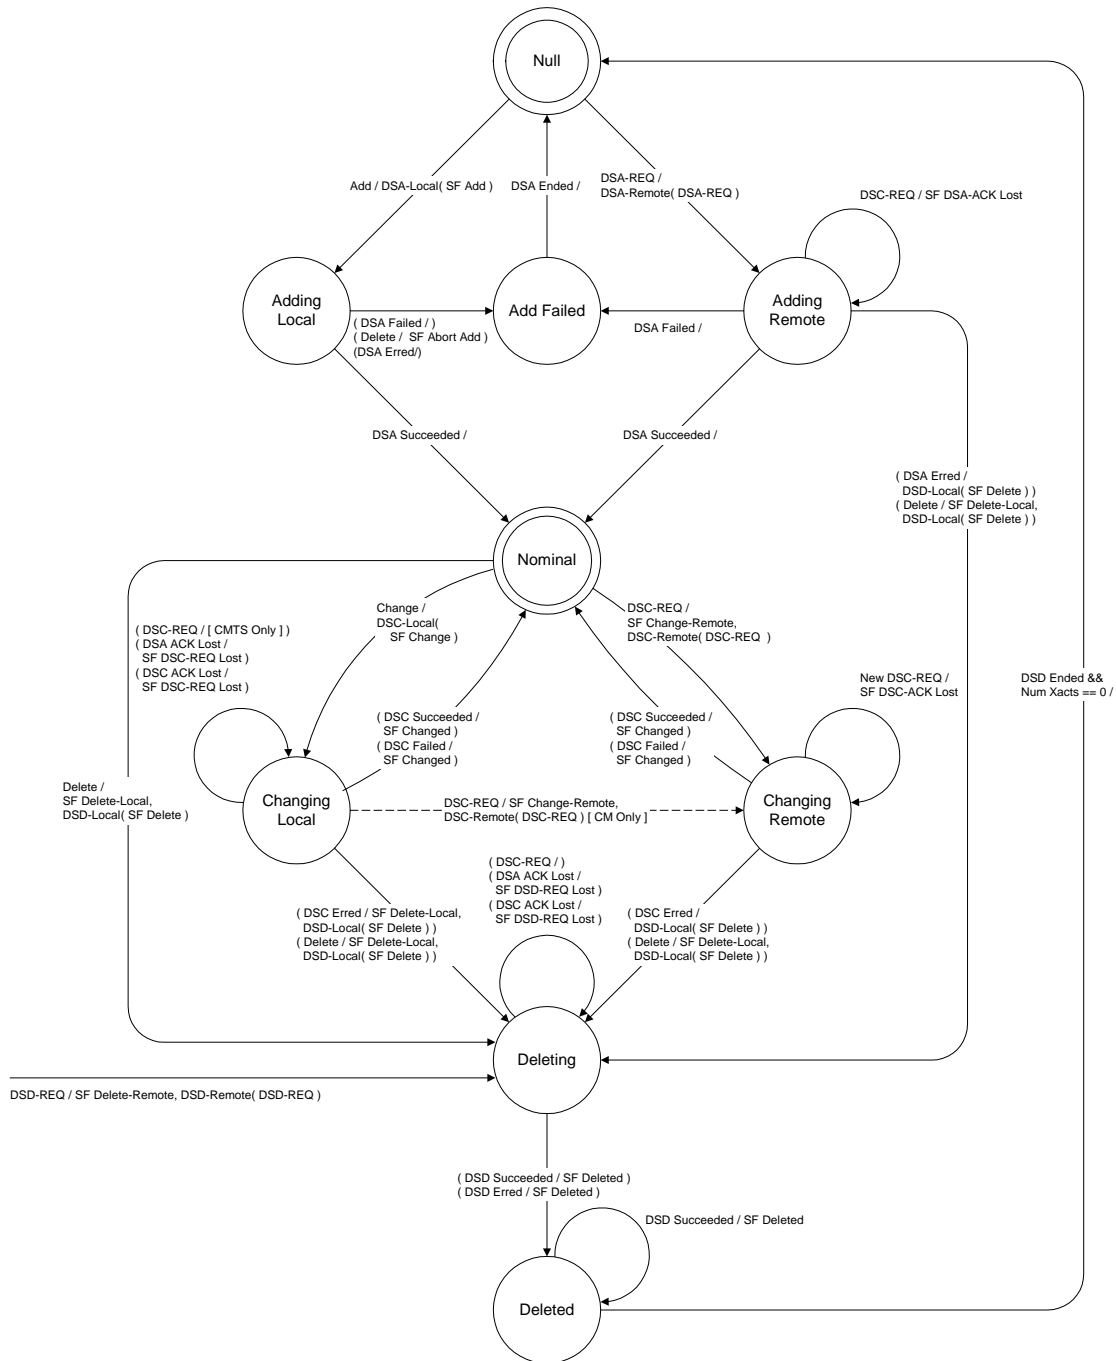 Null
Add / DSA-Local( SF Add )
DSA Ended /
DSA-REQ /
DSA-Remote( DSA-REQ )
DSC-REQ / SF DSA-ACK Lost
Adding
Local
Add Failed
Adding
Remote
( DSA Failed / )
( Delete /  SF Abort Add )
(DSA Erred/)
DSA Failed /
DSA Succeeded /
DSA Succeeded /
( DSA Erred /
DSD-Local( SF Delete ) )
( Delete / SF Delete-Local,
DSD-Local( SF Delete ) )
Nominal
Change /
DSC-Local(
SF Change )
DSC-REQ /
SF Change-Remote,
DSC-Remote( DSC-REQ  )
( DSC-REQ / [ CMTS Only ] )
( DSA ACK Lost /
SF DSC-REQ Lost )
( DSC ACK Lost /
SF DSC-REQ Lost )
New DSC-REQ /
SF DSC-ACK Lost
DSD Ended &&
Num Xacts == 0 /
( DSC Succeeded /
SF Changed )
( DSC Failed /
SF Changed )
( DSC Succeeded /
SF Changed )
( DSC Failed /
SF Changed )
Delete /
SF Delete-Local,
DSD-Local( SF Delete )
Changing
Local
DSC-REQ / SF Change-Remote,
DSC-Remote( DSC-REQ ) [ CM Only ]
Changing
Remote
( DSC-REQ / )
( DSA ACK Lost /
SF DSD-REQ Lost )
( DSC ACK Lost /
SF DSD-REQ Lost )
( DSC Erred / SF Delete-Local,
DSD-Local( SF Delete ) )
( Delete / SF Delete-Local,
DSD-Local( SF Delete ) )
( DSC Erred /
DSD-Local( SF Delete ) )
( Delete / SF Delete-Local,
DSD-Local( SF Delete ) )
Deleting
DSD-REQ / SF Delete-Remote, DSD-Remote( DSD-REQ )
( DSD Succeeded / SF Deleted )
( DSD Erred / SF Deleted )
DSD Succeeded / SF Deleted
Deleted